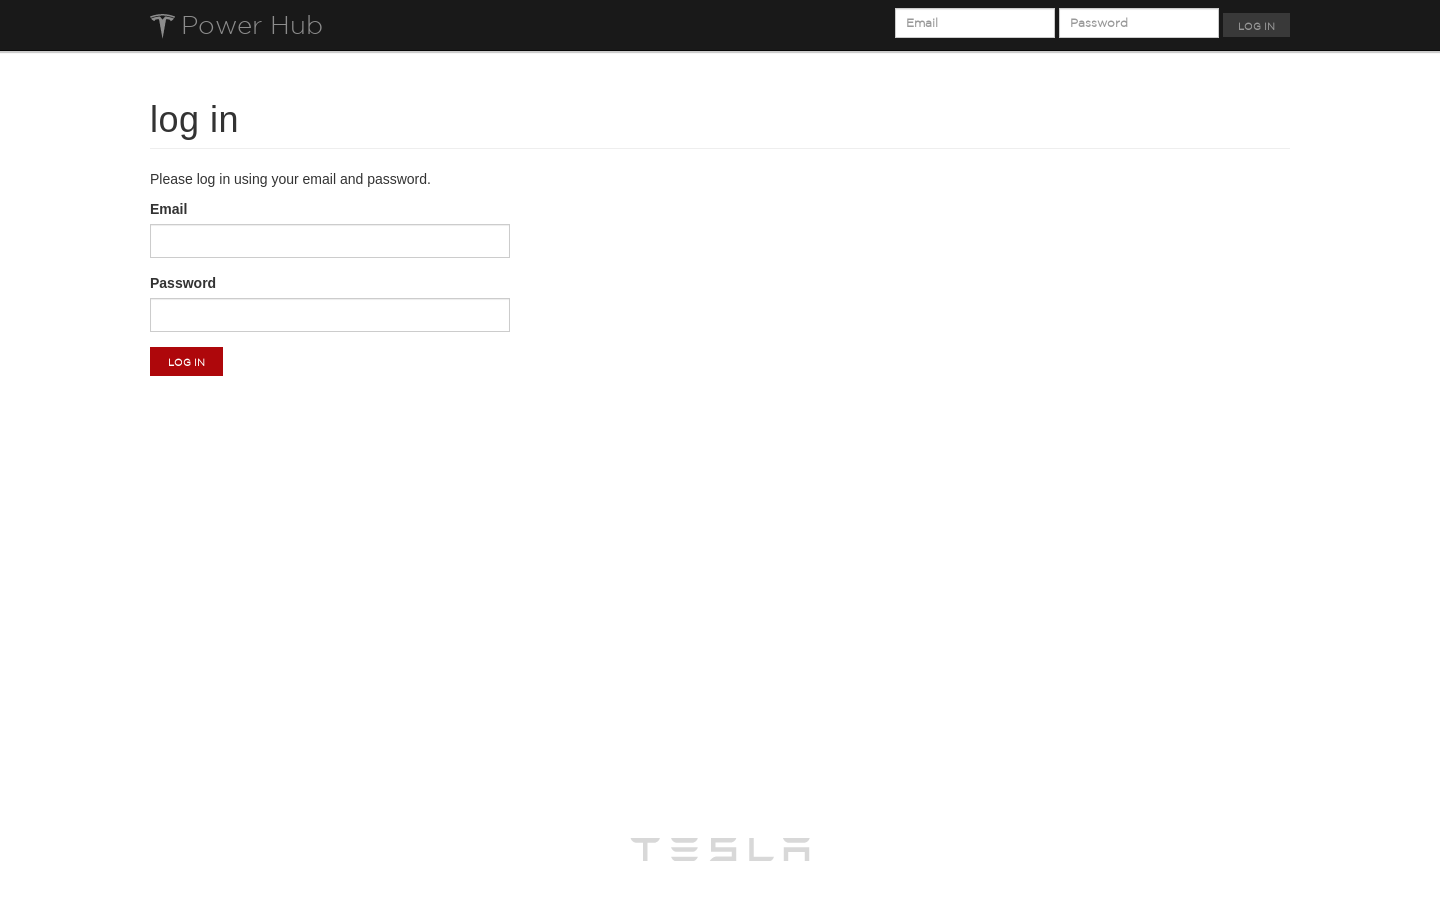 Power Hub
Email
Password
LOG IN
log in
Please log in using your email and password.
Email
Password
LOG IN
TESLA